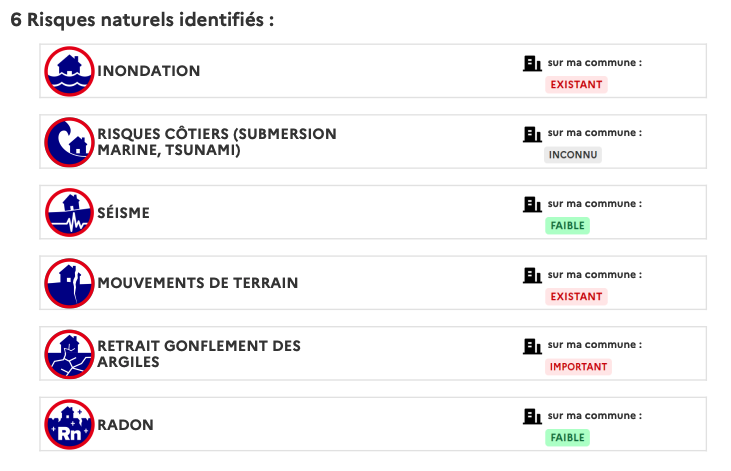 6 Risques naturels identifiés :
INONDATION
sur ma commune :
EXISTANT
RISQUES CÔTIERS (SUBMERSION
MARINE, TSUNAMI)
sur ma commune :
INCONNU
SÉISME
sur ma commune :
FAIBLE
MOUVEMENTS DE TERRAIN
sur ma commune :
EXISTANT
RETRAIT GONFLEMENT DES
ARGILES
sur ma commune :
IMPORTANT
Rn
RADON
sur ma commune :
FAIBLE